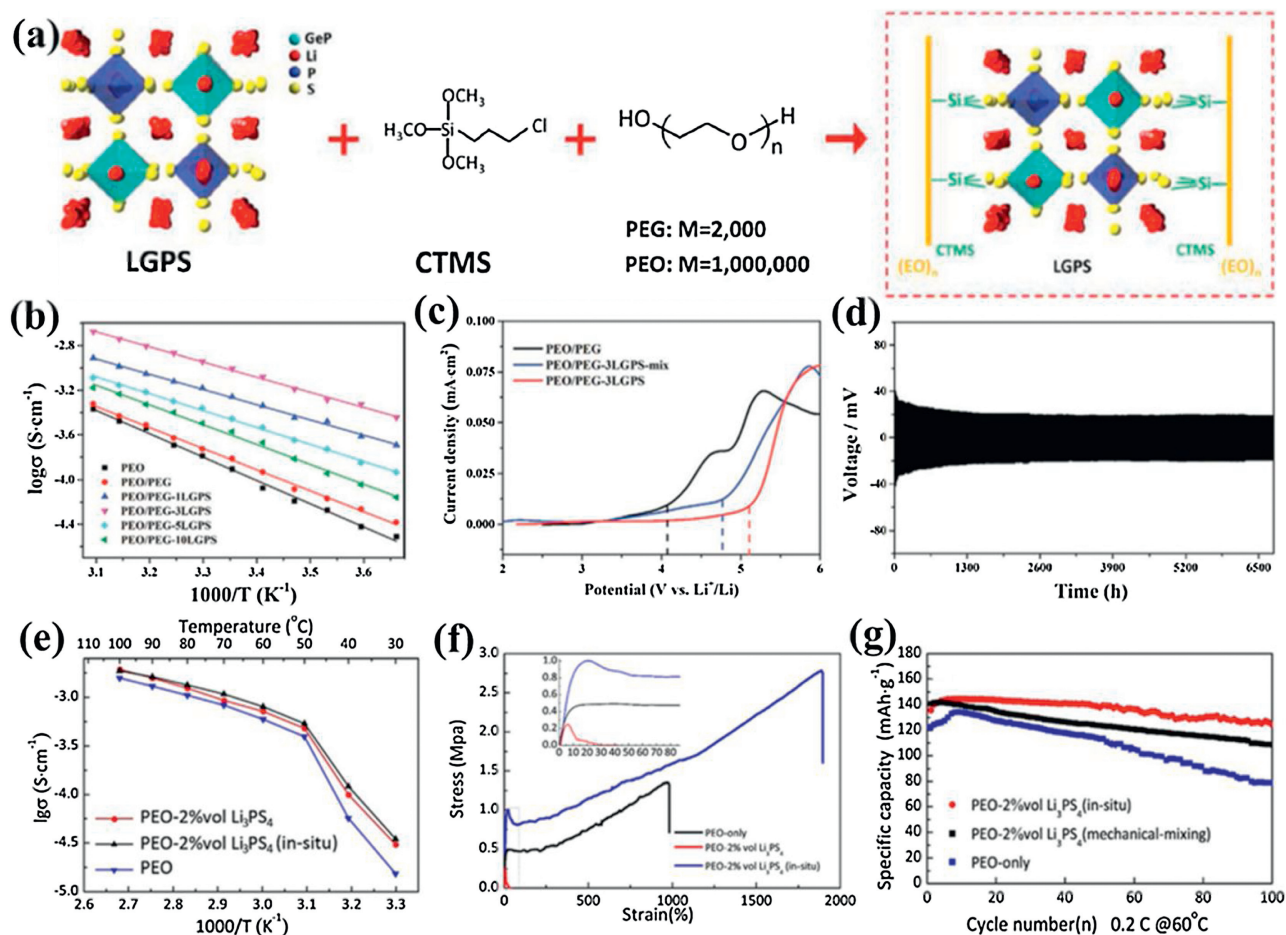 (a)
GeP
Li
P
S
LGPS
+
OCH₃
H₃CO
Si
Cl
OCH₃
CTMS
+
HO
O
H
n
PEG: M=2,000
PEO: M=1,000,000
Si
Si
Si
Si
CTMS
CTMS
(EO)n
LGPS
(EO)n
(b)
logσ (S·cm⁻¹)
-2.8
-3.2
-3.6
-4.0
-4.4
PEO
PEO/PEG
PEO/PEG-1LGPS
PEO/PEG-3LGPS
PEO/PEG-5LGPS
PEO/PEG-10LGPS
3.1 3.2 3.3 3.4 3.5 3.6
1000/T (K⁻¹)
(c)
Current density (mA·cm²)
0.100
0.075
0.050
0.025
0.000
PEO/PEG
PEO/PEG-3LGPS-mix
PEO/PEG-3LGPS
2 3 4 5 6
Potential (V vs. Li⁺/Li)
(d)
Voltage / mV
80
40
0
-40
-80
0 1300 2600 3900 5200 6500
Time (h)
(e)
Temperature (°C)
110 100 90 80 70 60 50 40 30
lgσ (S·cm⁻¹)
-3.0
-3.5
-4.0
-4.5
-5.0
PEO-2%vol Li₃PS₄
PEO-2%vol Li₃PS₄ (in-situ)
PEO
2.6 2.7 2.8 2.9 3.0 3.1 3.2 3.3
1000/T (K⁻¹)
(f)
Stress (Mpa)
3.0
2.5
2.0
1.5
1.0
0.5
0.0
1.0
0.8
0.6
0.4
0.2
0.0
0 10 20 30 40 50 60 70 80
PEO-only
PEO-2% vol Li₃PS₄
PEO-2% vol Li₃PS₄ (in-situ)
0 500 1000 1500 2000
Strain(%)
(g)
Specific capacity (mAh·g⁻¹)
180
160
140
120
100
80
60
40
20
0
PEO-2%vol Li₃PS₄(in-situ)
PEO-2%vol Li₃PS₄(mechanical-mixing)
PEO-only
0 20 40 60 80 100
Cycle number(n) 0.2 C @60°C